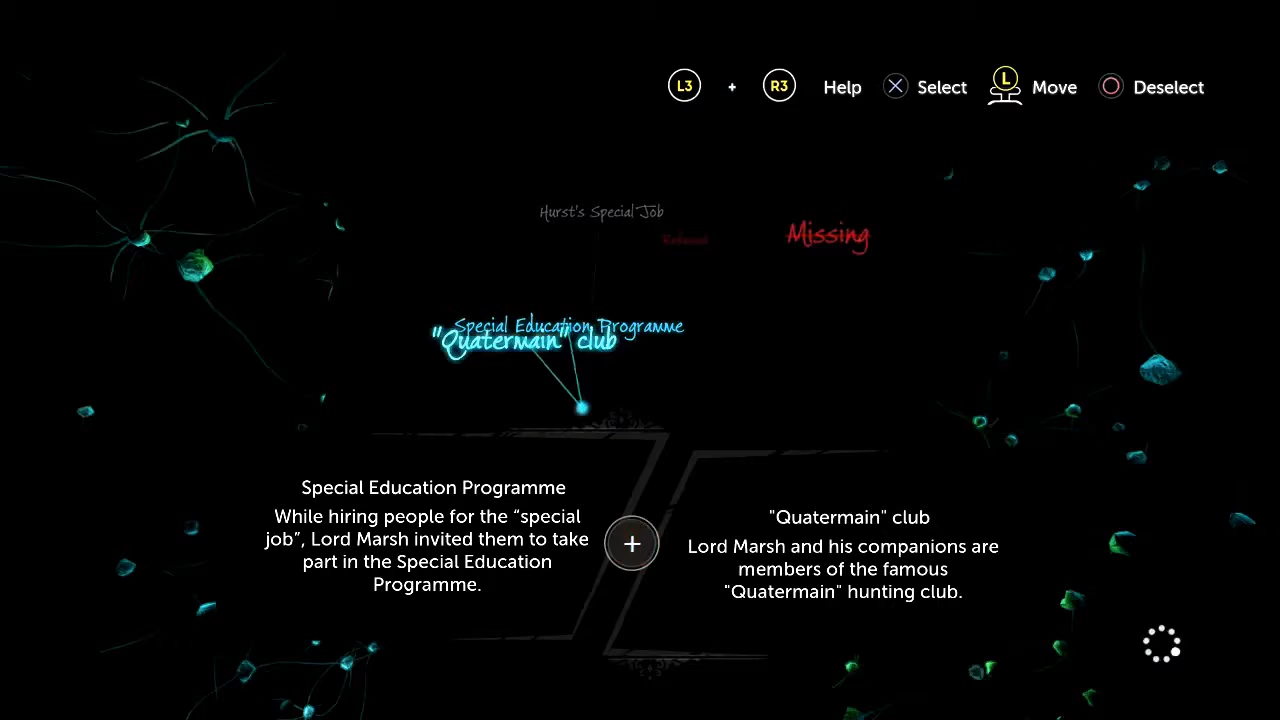 L3 + R3 Help Select L Move Deselect
Hurst's Special Job
Missing
Special Education Programme
"Quatermain" club
Special Education Programme
While hiring people for the “special
job”, Lord Marsh invited them to take
part in the Special Education
Programme.
+
"Quatermain" club
Lord Marsh and his companions are
members of the famous
"Quatermain" hunting club.